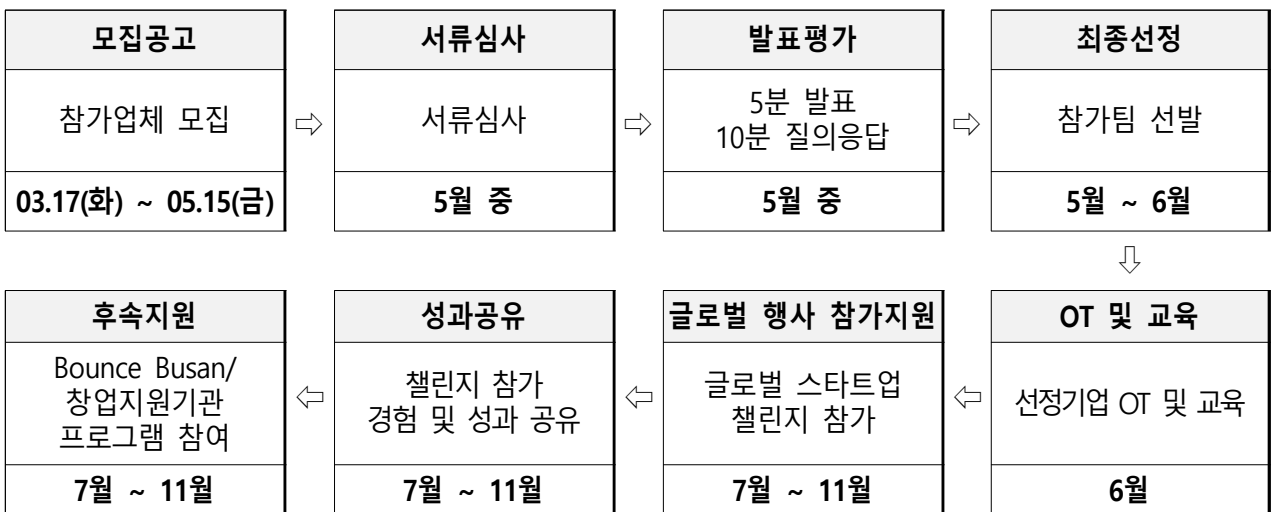 모집공고
참가업체 모집
03.17(화) ~ 05.15(금)
⇨
서류심사
서류심사
5월 중
⇨
발표평가
5분 발표
10분 질의응답
5월 중
⇨
최종선정
참가팀 선발
5월 ~ 6월
⇩
OT 및 교육
선정기업 OT 및 교육
6월
⇦
글로벌 행사 참가지원
글로벌 스타트업
챌린지 참가
7월 ~ 11월
⇦
성과공유
챌린지 참가
경험 및 성과 공유
7월 ~ 11월
⇦
후속지원
Bounce Busan/
창업지원기관
프로그램 참여
7월 ~ 11월